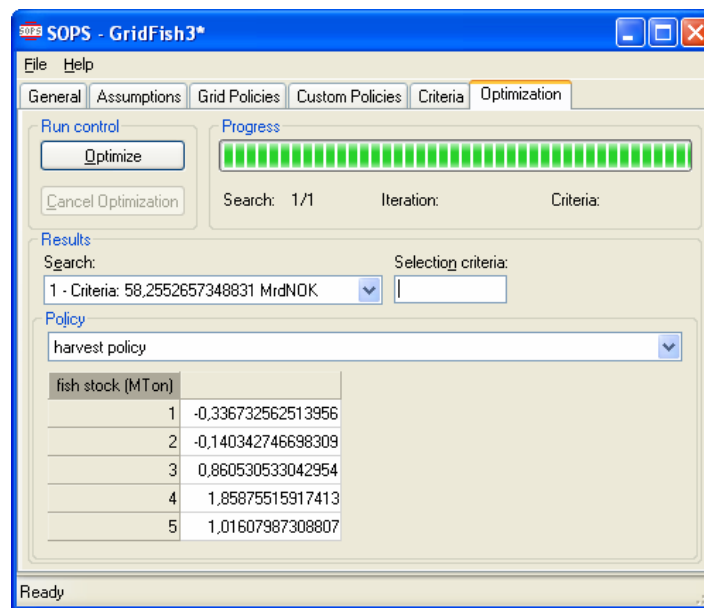 SOPS
SOPS - GridFish3*
File Help
General Assumptions Grid Policies Custom Policies Criteria Optimization
Run control
Progress
Optimize
Cancel Optimization
Search: 1/1 Iteration: Criteria:
Results
Search: Selection criteria:
1 - Criteria: 58,2552657348831 MrdNOK
Policy
harvest policy
fish stock (MTon)
1 -0,336732562513956
2 -0,140342746698309
3 0,860530533042954
4 1,85875515917413
5 1,01607987308807
Ready